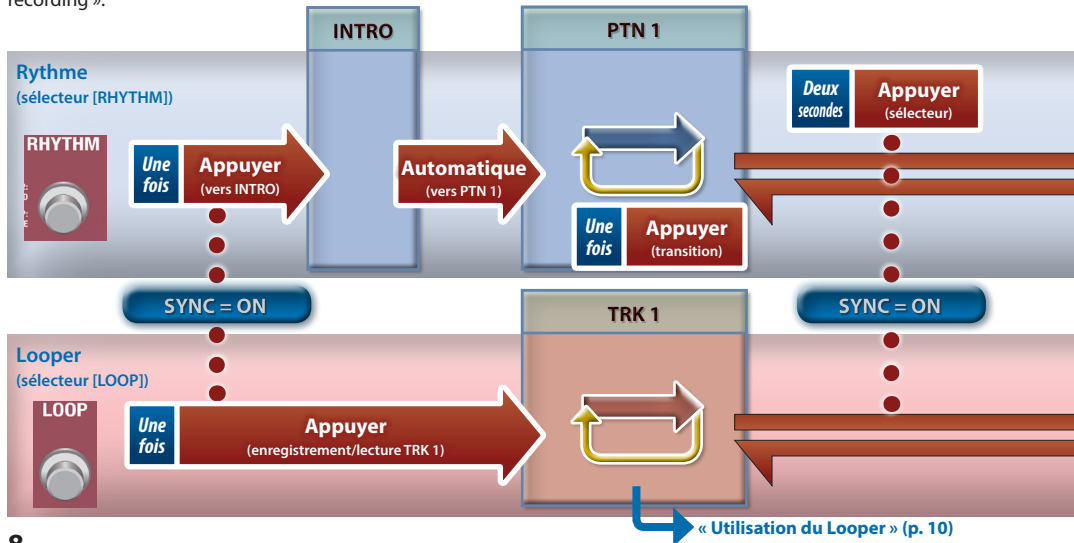 recording ».
INTRO
PTN 1
Rythme
(sélecteur [RHYTHM])
RHYTHM
Une
fois
Appuyer
(vers INTRO)
Automatique
(vers PTN 1)
Une
fois
Appuyer
(transition)
Deux
secondes
Appuyer
(sélecteur)
SYNC = ON
SYNC = ON
TRK 1
Looper
(sélecteur [LOOP])
LOOP
Une
fois
Appuyer
(enregistrement/lecture TRK 1)
« Utilisation du Looper » (p. 10)